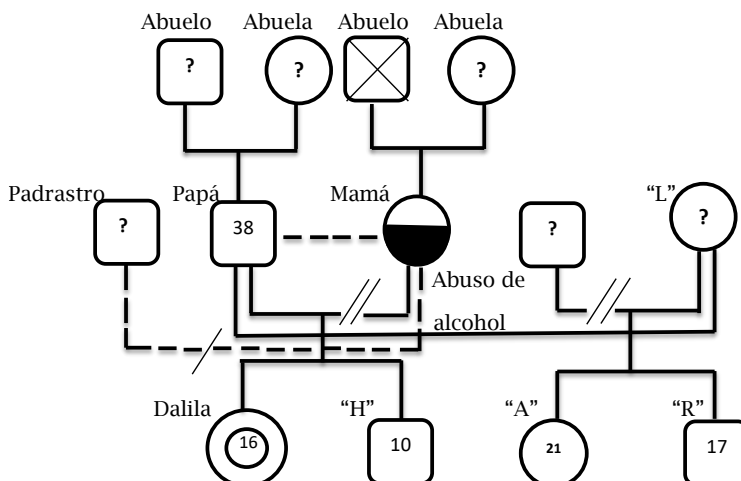 Abuelo Abuela Abuelo Abuela
? ? ?
Padrastro Papá Mamá "L"
? 38 ? ?
Abuso de
alcohol
Dalila "H" "A" "R"
16 10 21 17